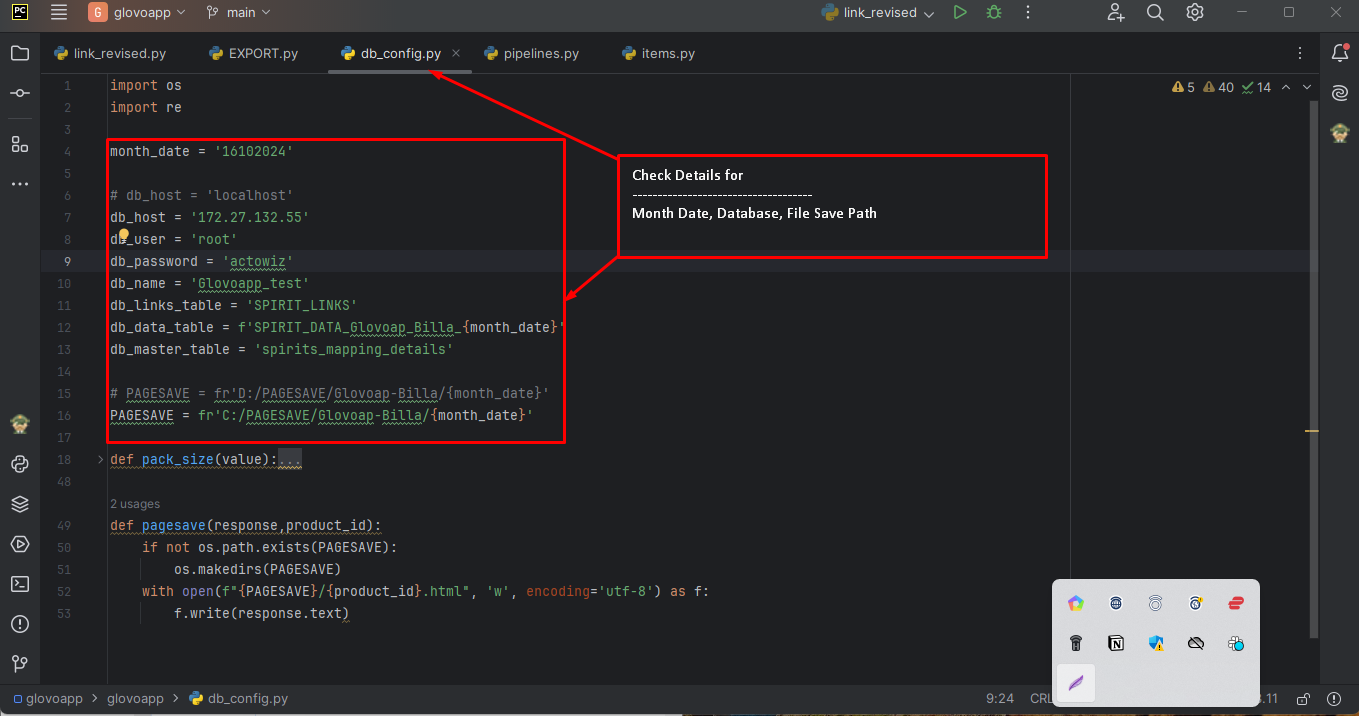 PC
G glovoapp main
link_revised
link_revised.py EXPORT.py db_config.py pipelines.py items.py
5 40 14
1 import os
2 import re
3
4 month_date = '16102024'
5
6 # db_host = 'localhost'
7 db_host = '172.27.132.55'
8 db_user = 'root'
9 db_password = 'actowiz'
10 db_name = 'Glovoapp_test'
11 db_links_table = 'SPIRIT_LINKS'
12 db_data_table = f'SPIRIT_DATA_Glovoap_Billa_{month_date}'
13 db_master_table = 'spirits_mapping_details'
14
15 # PAGESAVE = fr'D:/PAGESAVE/Glovoap-Billa/{month_date}'
16 PAGESAVE = fr'C:/PAGESAVE/Glovoap-Billa/{month_date}'
17
18 def pack_size(value):...
48
2 usages
49 def pagesave(response,product_id):
50 if not os.path.exists(PAGESAVE):
51 os.makedirs(PAGESAVE)
52 with open(f"{PAGESAVE}/{product_id}.html", 'w', encoding='utf-8') as f:
53 f.write(response.text)
Check Details for
------------------------------------
Month Date, Database, File Save Path
glovoapp > glovoapp > db_config.py
9:24 CRL
.11